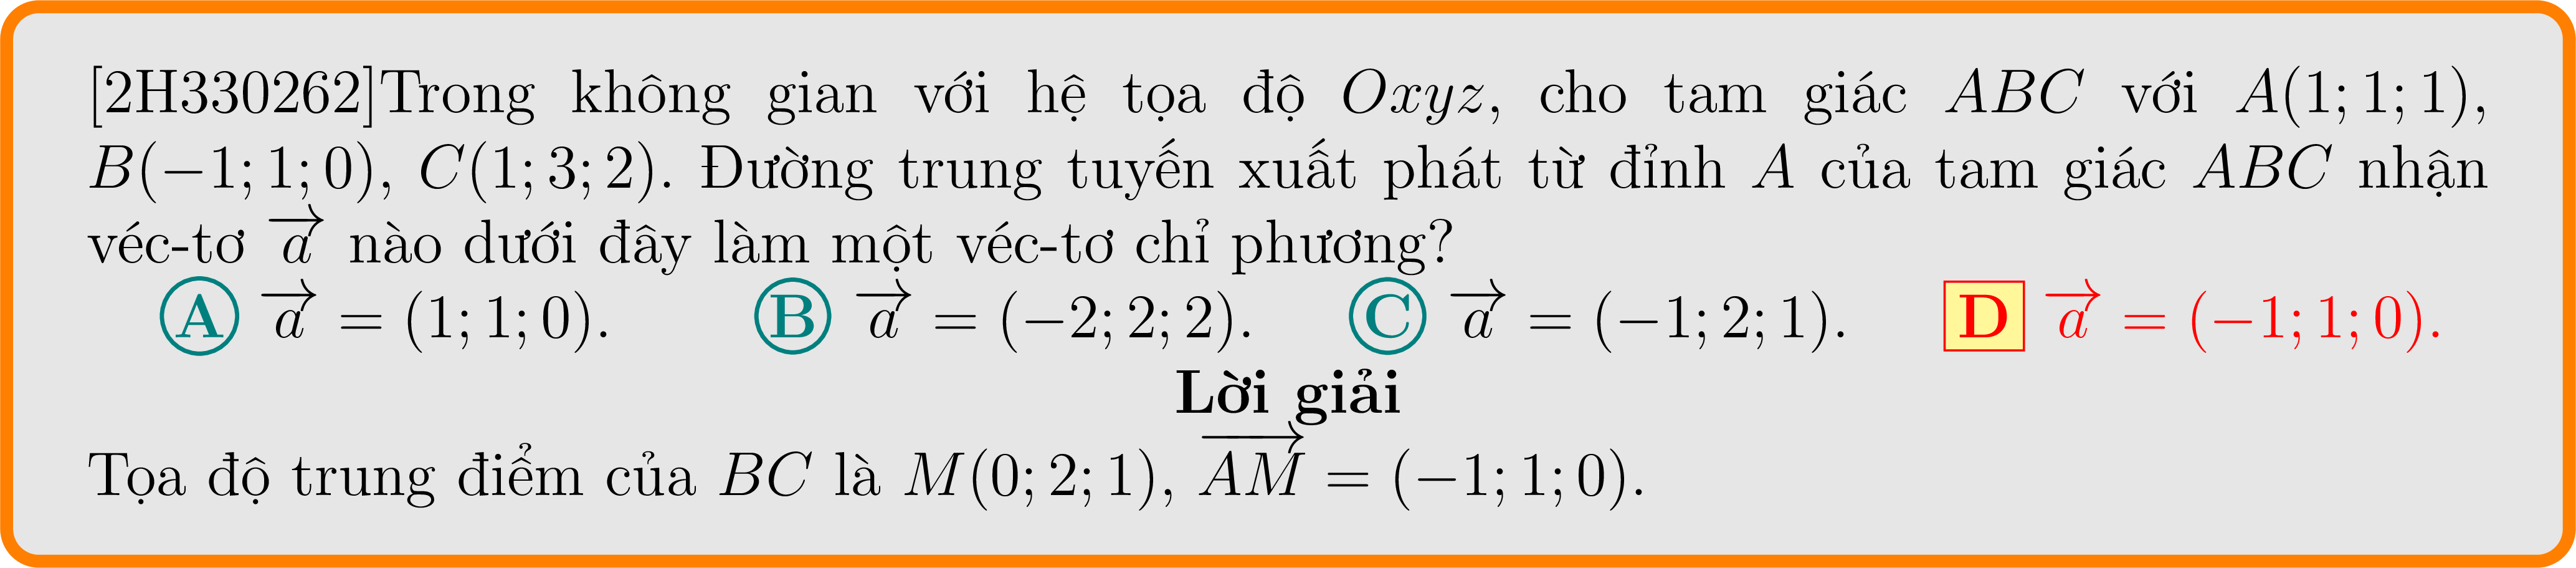 [2H330262]Trong không gian với hệ tọa độ Oxyz, cho tam giác ABC với A(1; 1; 1),
B(−1; 1; 0), C(1; 3; 2). Đường trung tuyến xuất phát từ đỉnh A của tam giác ABC nhận
véc-tơ $\overrightarrow{a}$ nào dưới đây làm một véc-tơ chỉ phương?
A $\overrightarrow{a}$ = (1; 1; 0). B $\overrightarrow{a}$ = (−2; 2; 2). C $\overrightarrow{a}$ = (−1; 2; 1). D $\overrightarrow{a}$ = (−1; 1; 0).
Lời giải
Tọa độ trung điểm của BC là M(0; 2; 1), $\overrightarrow{AM}$ = (−1; 1; 0).